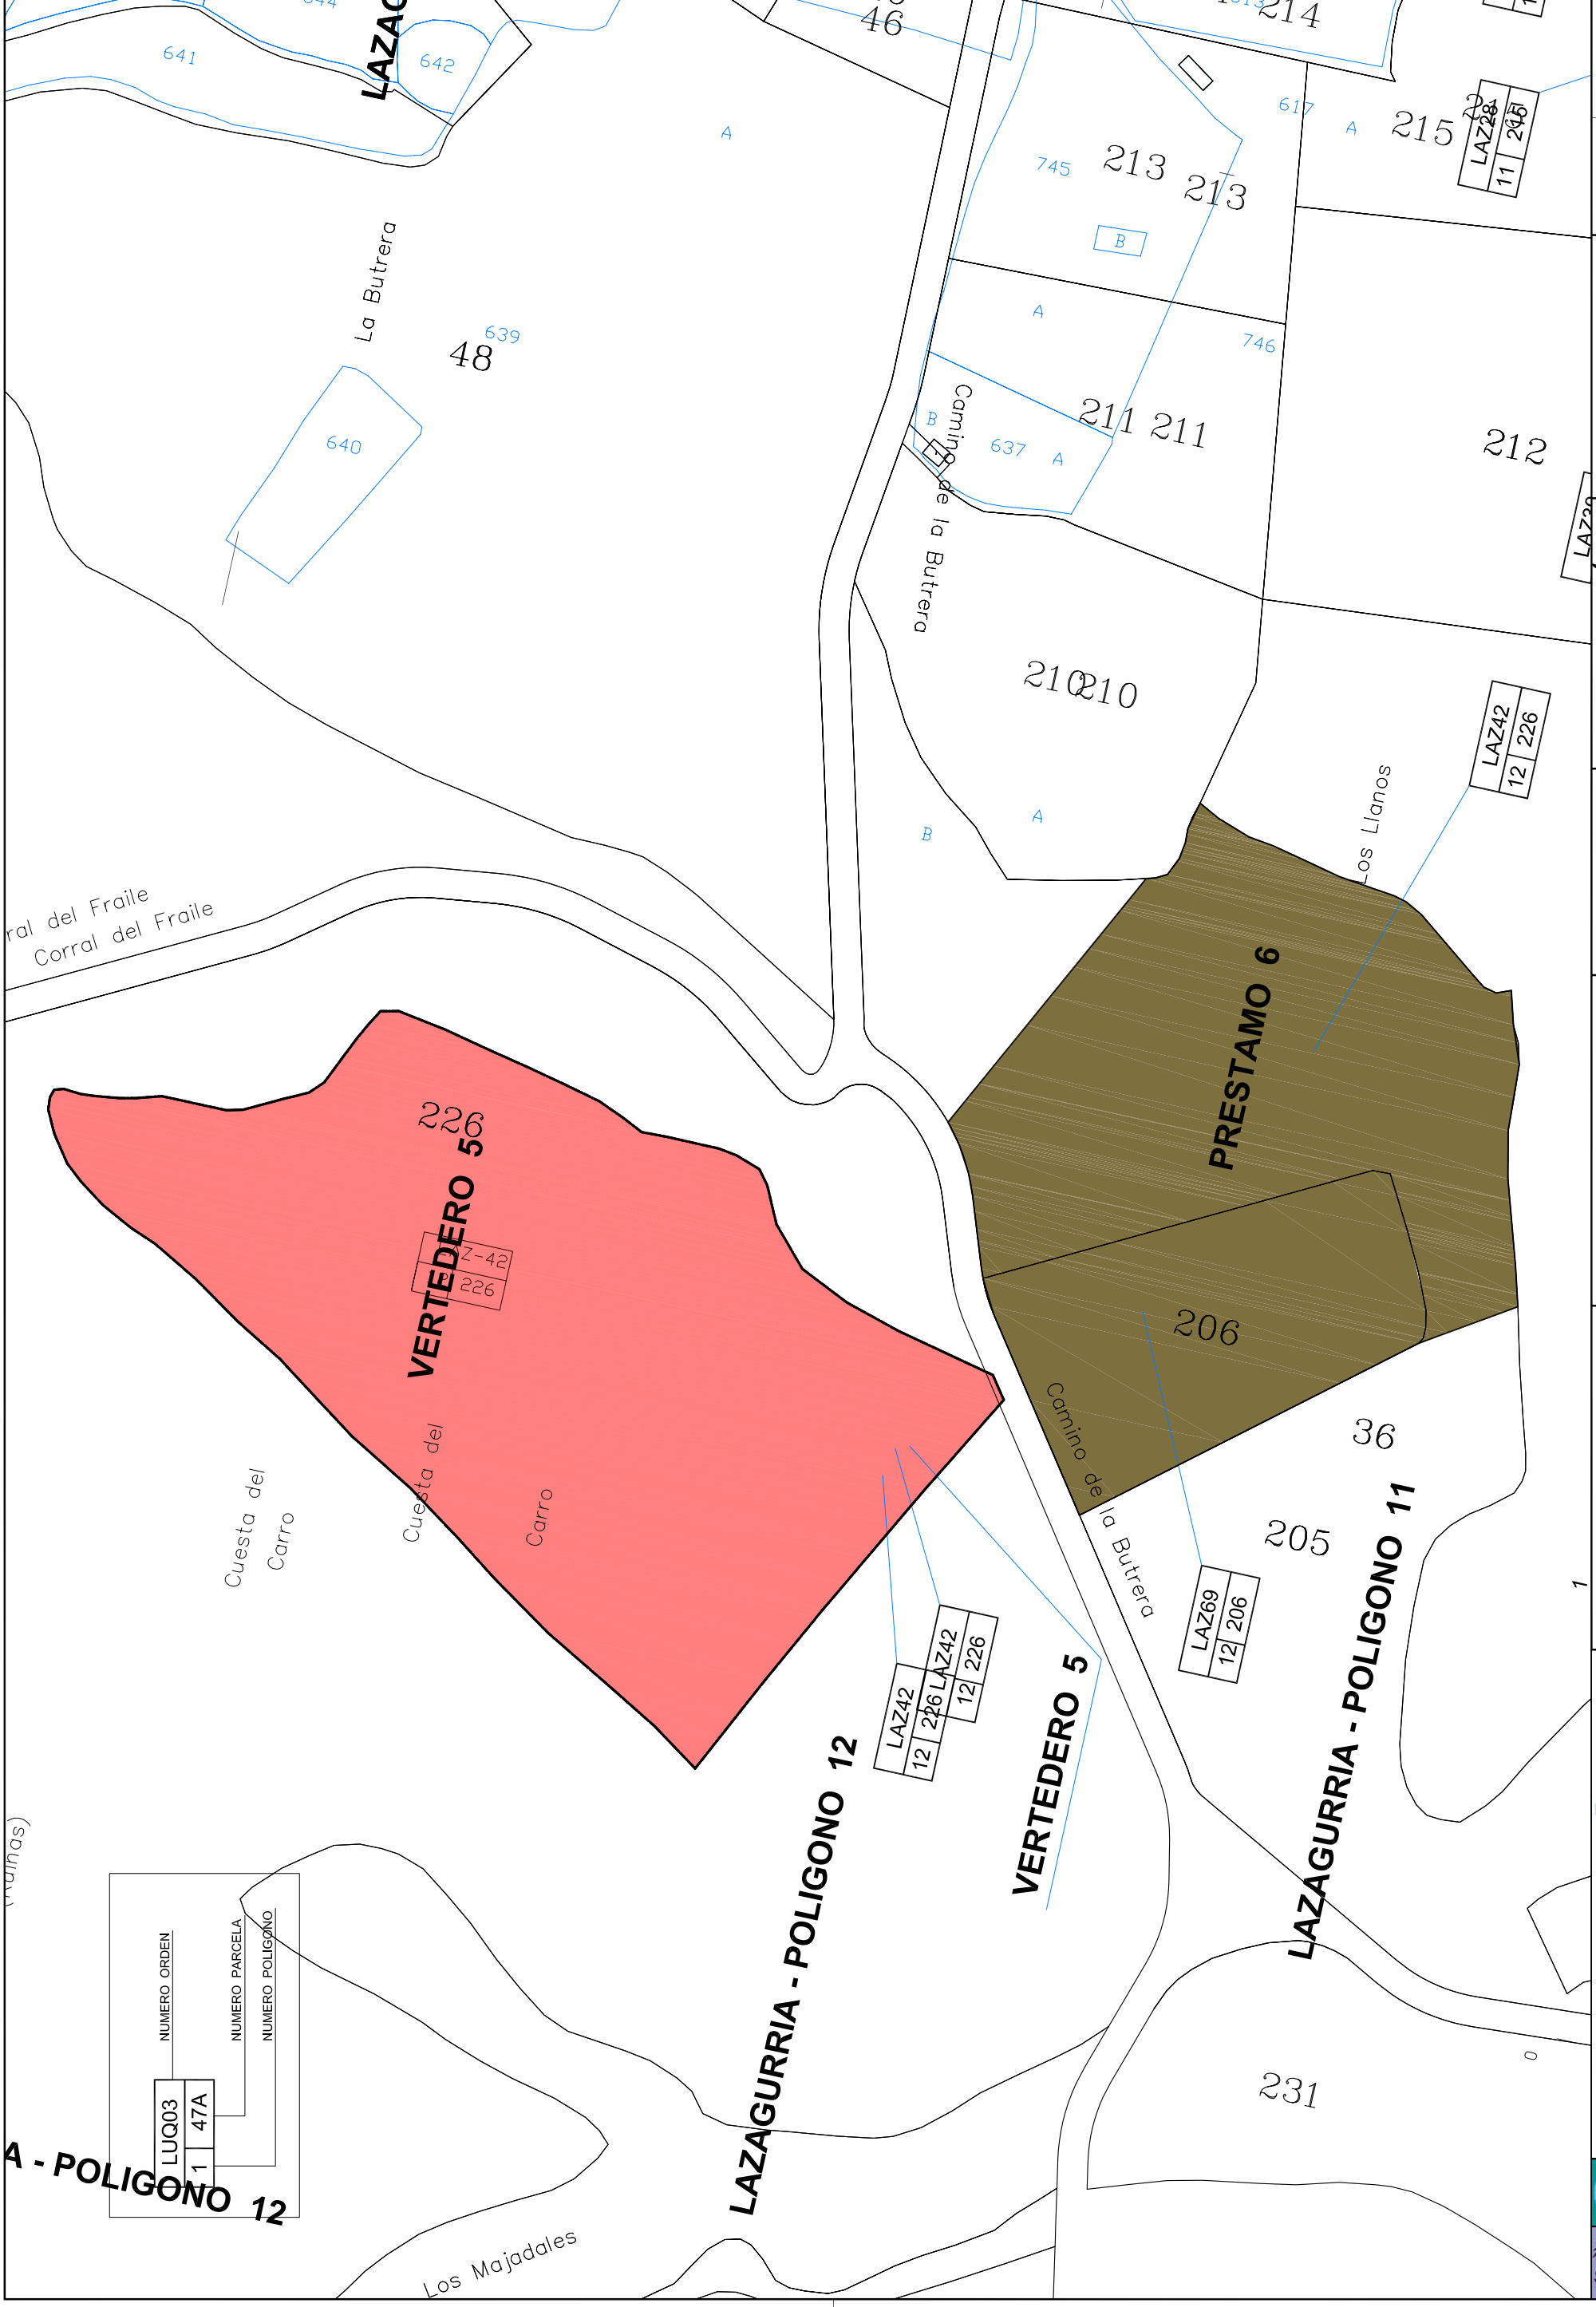 641
642
46
214
A
617
A
215
LAZ28
11 215
745
213
213
B
La Butrera
639
48
640
A
746
B
637
A
211
211
212
Camino de la Butrera
210
210
LAZ42
12 226
Los Llanos
B
A
Corral del Fraile
PRESTAMO 6
226
VERTEDERO 5
226
206
Cuesta del
Carro
Cuesta del
Carro
Camino de la Butrera
36
205
LAZ69
12 206
LAZ42
12 226
LAZ42
12 226
VERTEDERO 5
LAZAGURRIA - POLIGONO 12
LAZAGURRIA - POLIGONO 11
1
NUMERO ORDEN
NUMERO PARCELA
NUMERO POLIGONO
LUQ03
1 47A
A - POLIGONO 12
231
0
Los Majadales